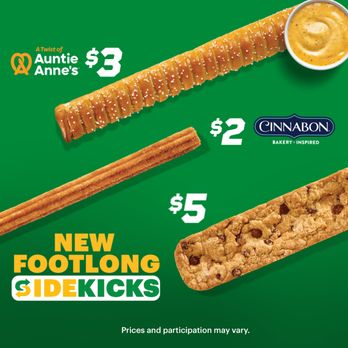 A Twist of
Auntie
Anne's
$3
$2
CINNABON
BAKERY-INSPIRED
$5
NEW
FOOTLONG
SIDEKICKS
Prices and participation may vary.